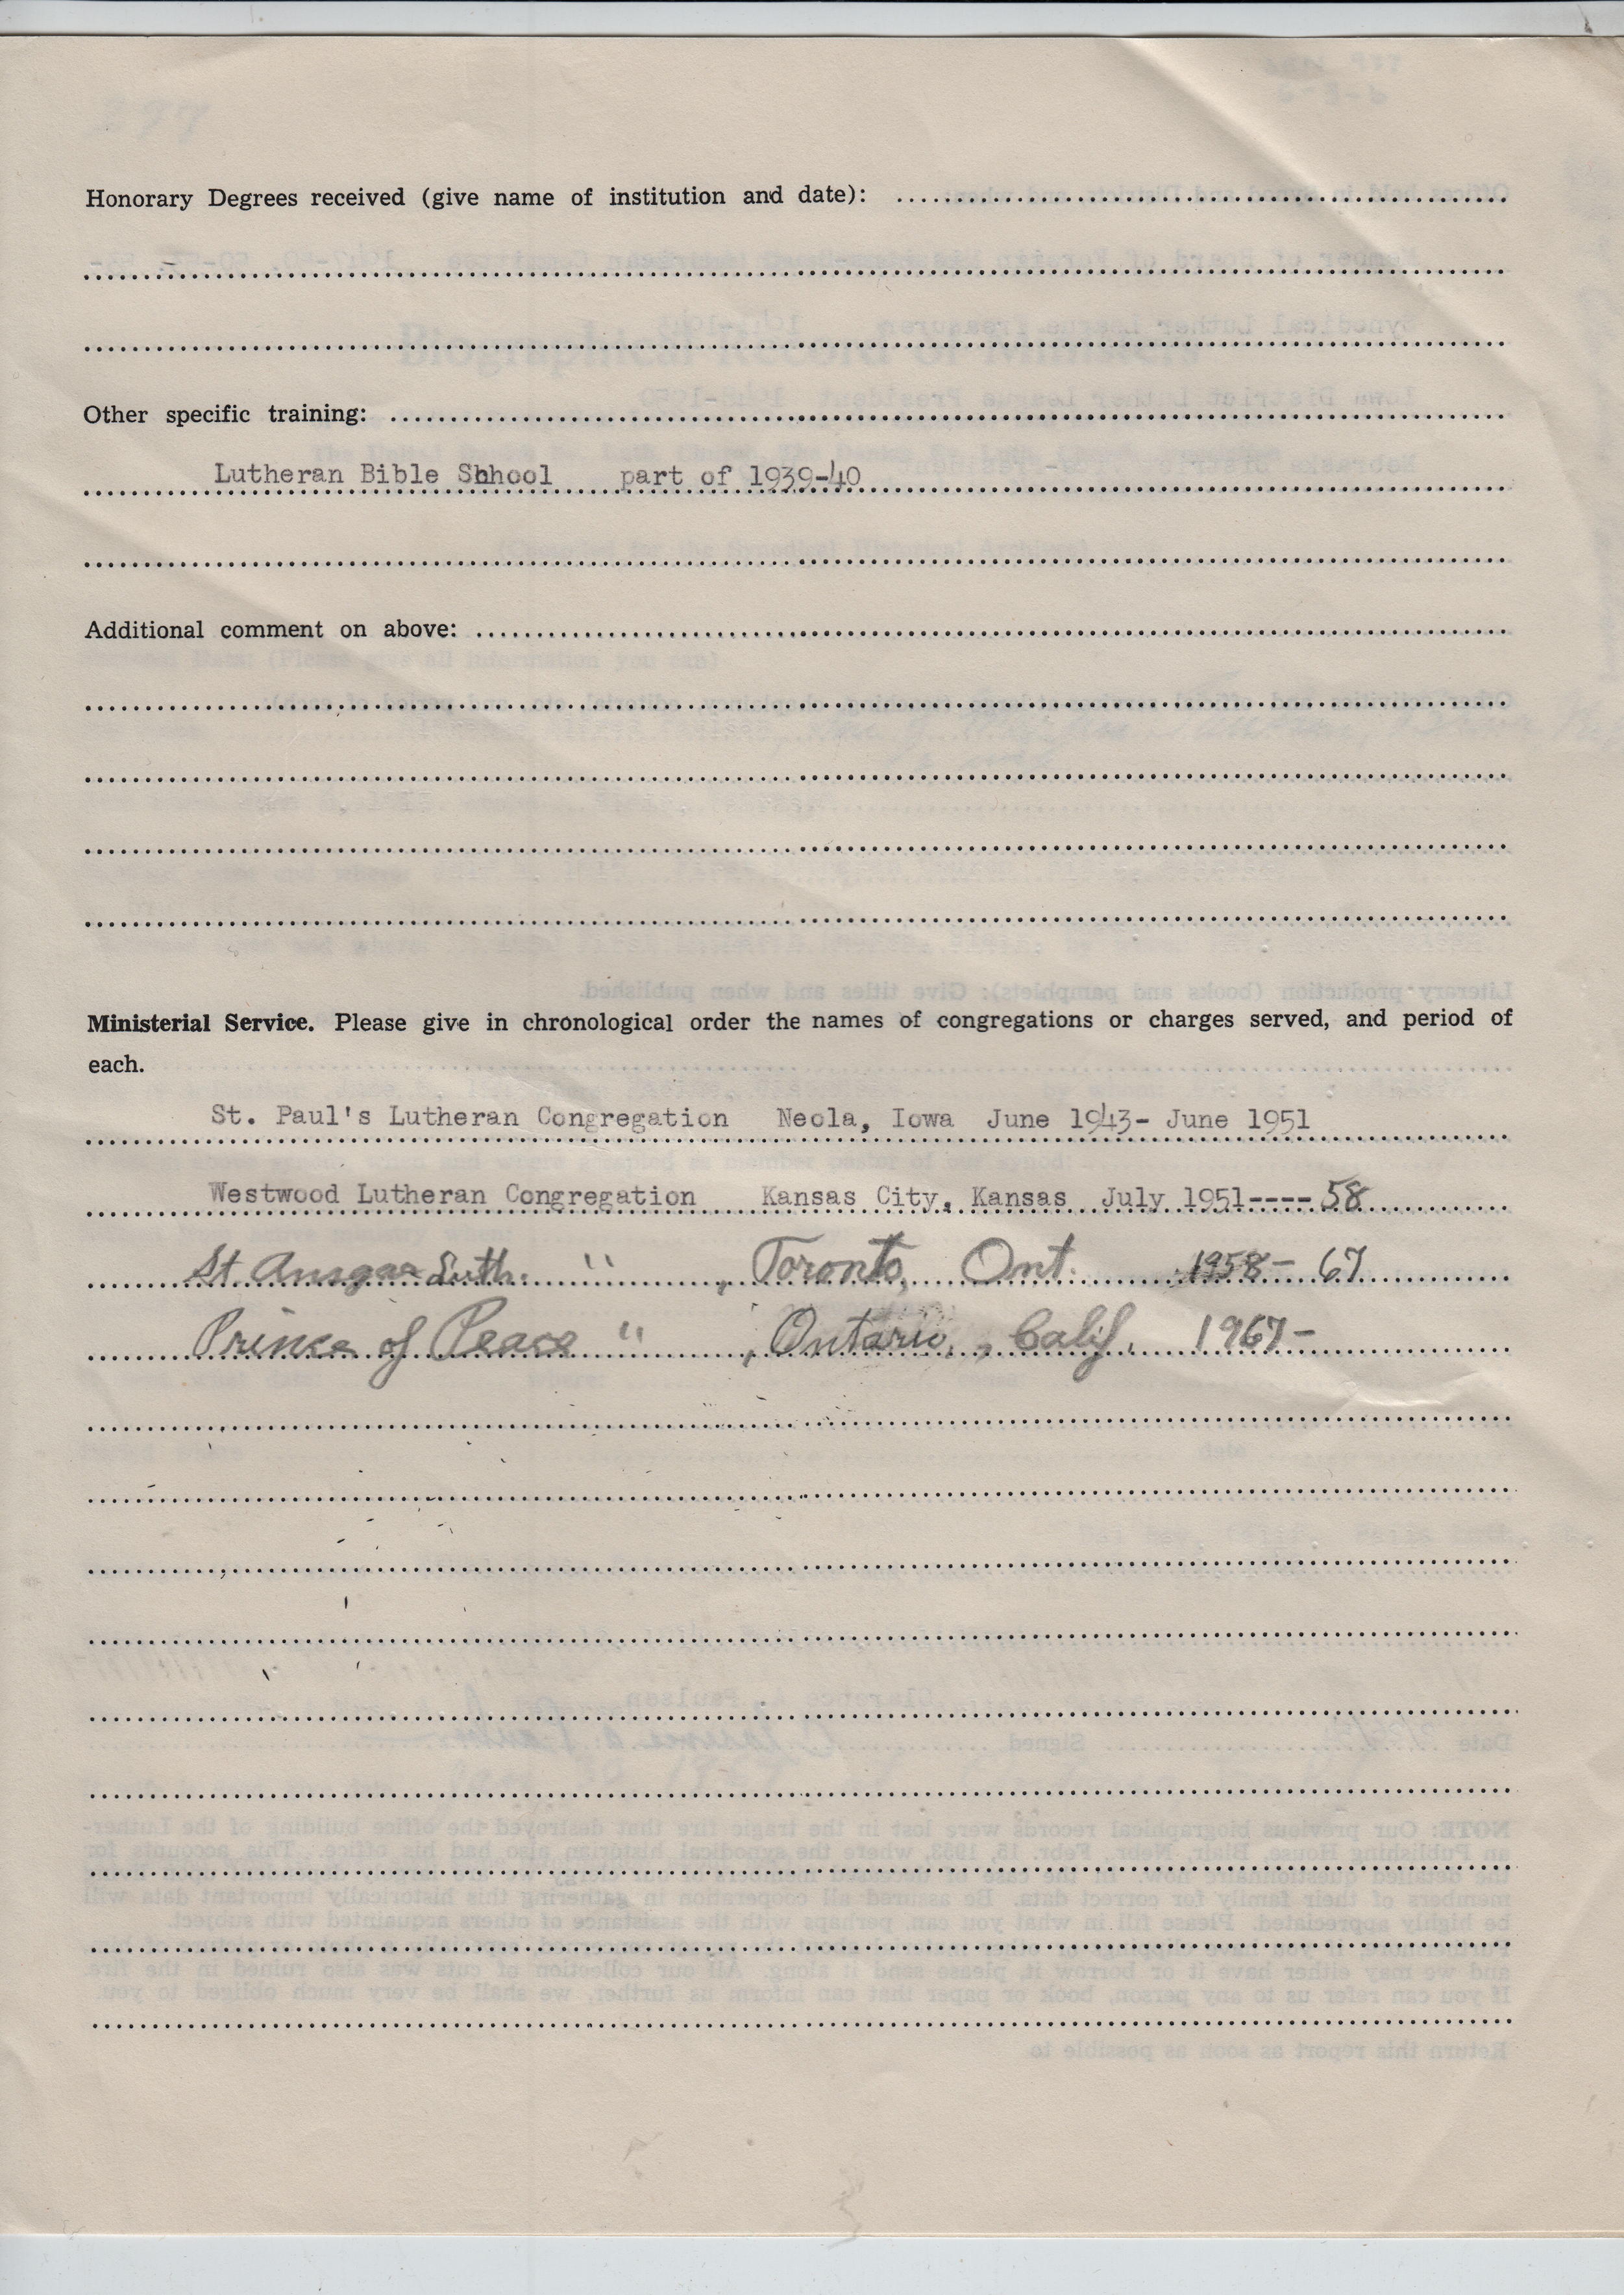 Honorary Degrees received (give name of institution and date):
Other specific training:
Lutheran Bible Shhool part of 1939-40
Additional comment on above:
Ministerial Service. Please give in chronological order the names of congregations or charges served, and period of
each.
St. Paul's Lutheran Congregation Neola, Iowa June 1943- June 1951
Westwood Lutheran Congregation Kansas City, Kansas July 1951----58
St Ansgar Luth. " , Toronto, Ont. 1958- 67
Prince of Peace " , Ontario, Calif. 1967-